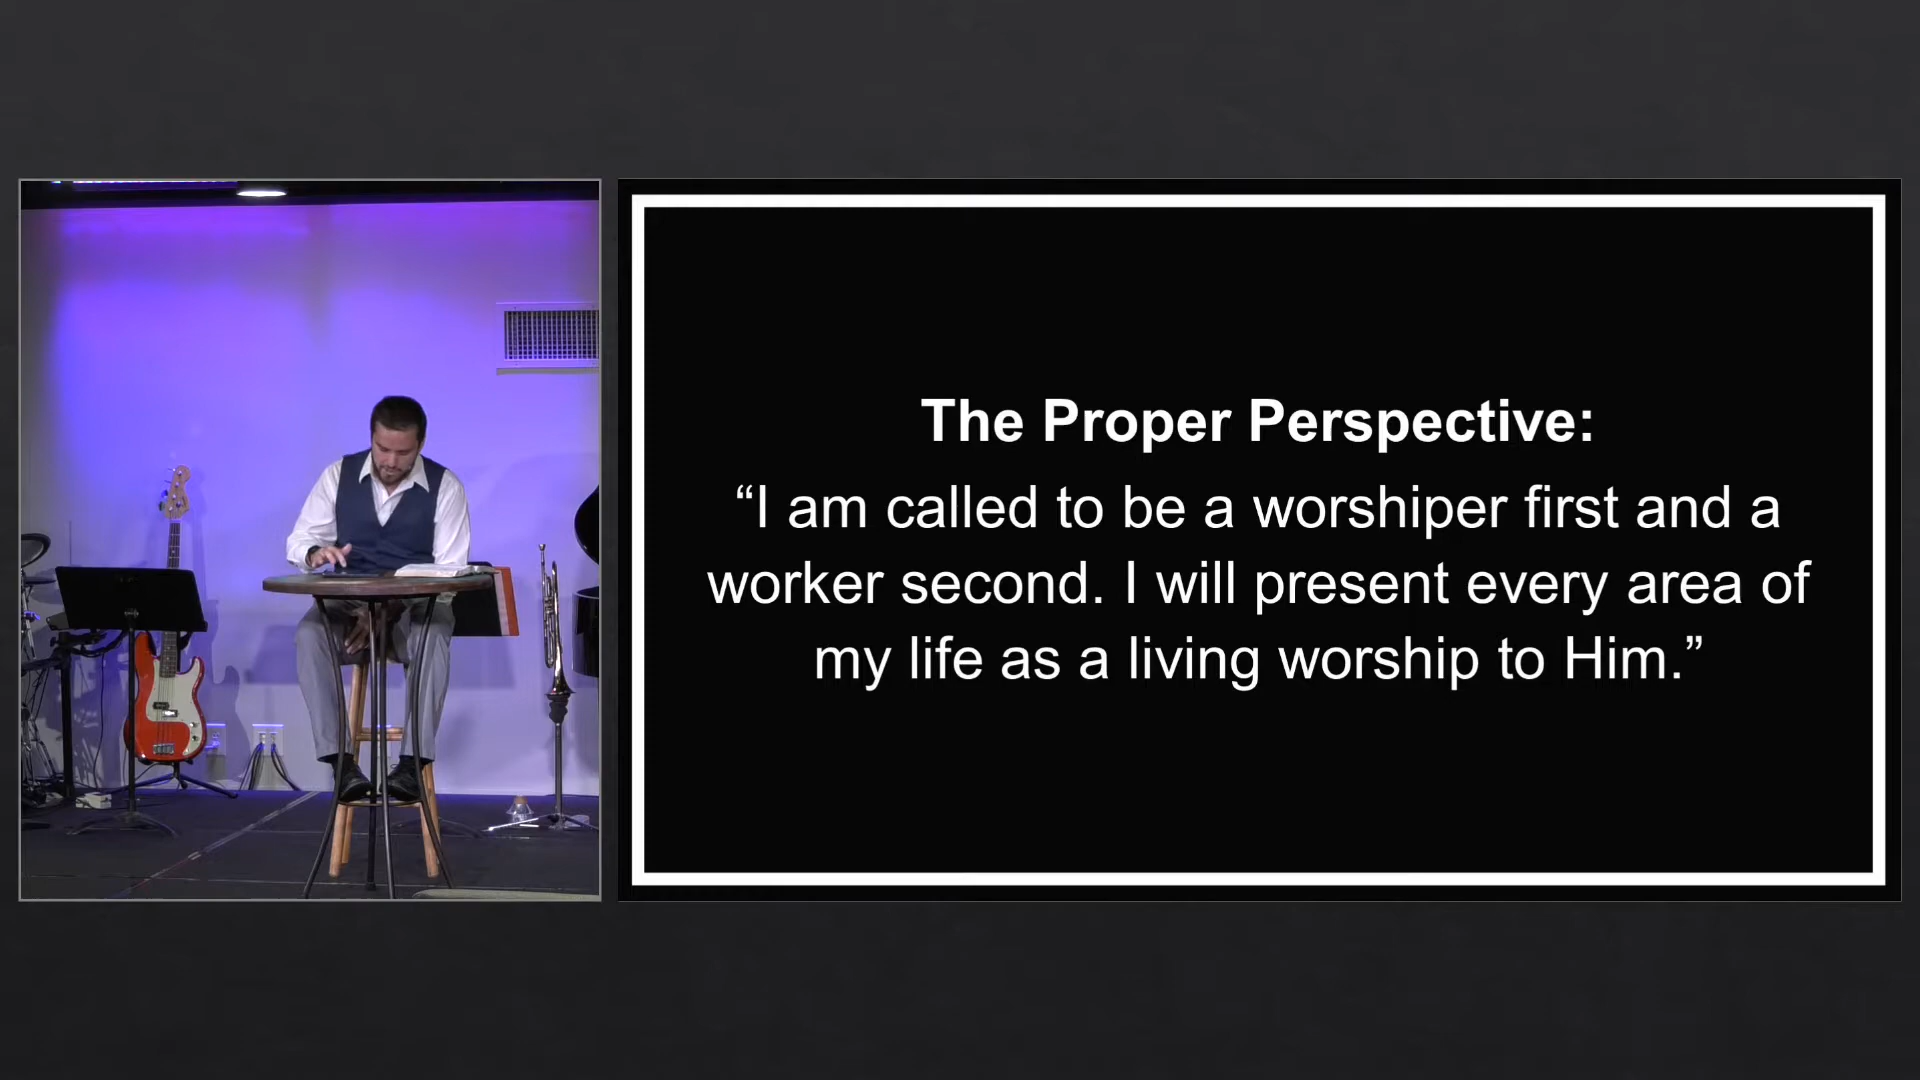 The Proper Perspective:
“I am called to be a worshiper first and a
worker second. I will present every area of
my life as a living worship to Him.”